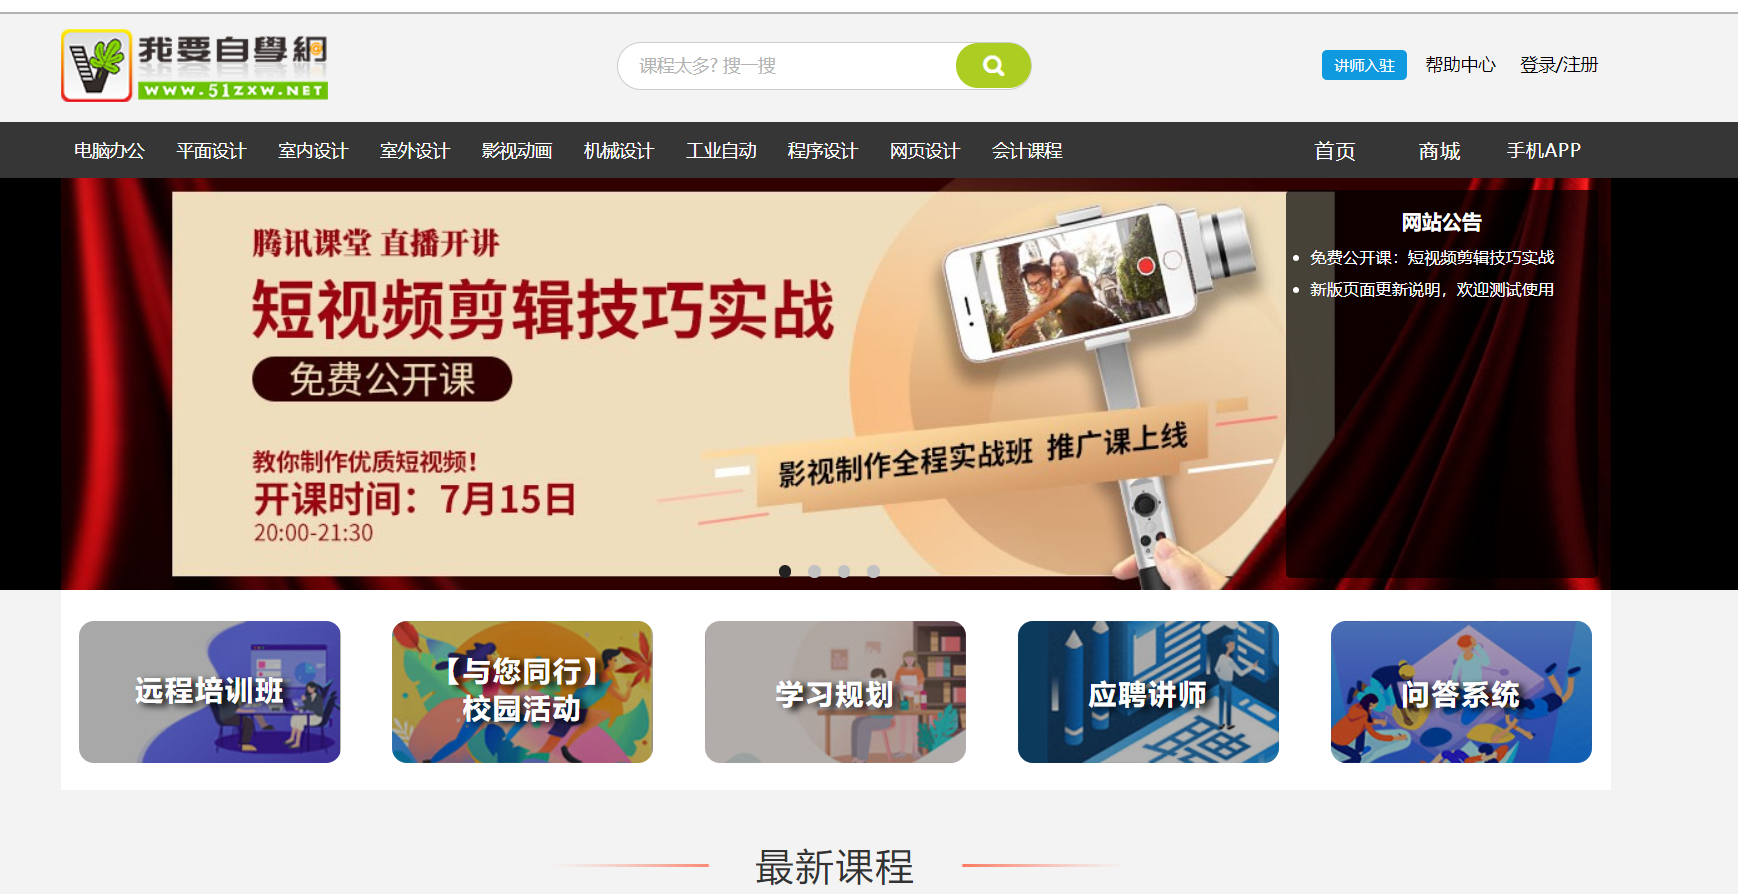 我要自學網
WWW.51ZXW.NET
课程太多? 搜一搜
讲师入驻
帮助中心
登录/注册
电脑办公
平面设计
室内设计
室外设计
影视动画
机械设计
工业自动
程序设计
网页设计
会计课程
首页
商城
手机APP
腾讯课堂 直播开讲
短视频剪辑技巧实战
免费公开课
教你制作优质短视频！
开课时间：7月15日
20:00-21:30
影视制作全程实战班 推广课上线
网站公告
免费公开课：短视频剪辑技巧实战
新版页面更新说明，欢迎测试使用
远程培训班
【与您同行】
校园活动
学习规划
应聘讲师
问答系统
最新课程